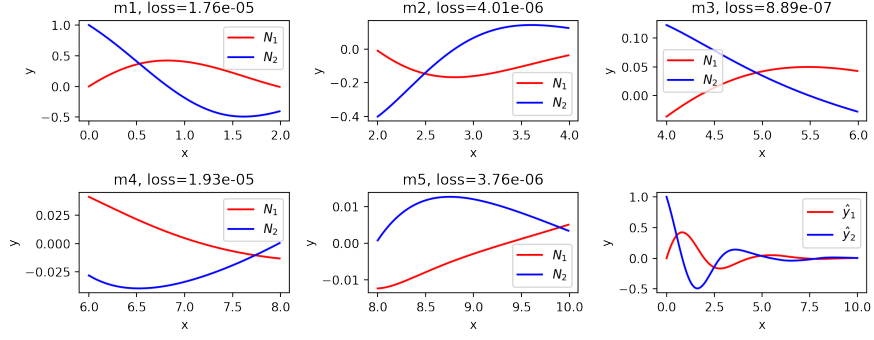 m1, loss=1.76e-05
y
1.0
0.5
0.0
−0.5
N₁
N₂
0.0 0.5 1.0 1.5 2.0
x
m2, loss=4.01e-06
y
0.0
−0.2
−0.4
N₁
N₂
2.0 2.5 3.0 3.5 4.0
x
m3, loss=8.89e-07
y
0.10
0.05
0.00
N₁
N₂
4.0 4.5 5.0 5.5 6.0
x
m4, loss=1.93e-05
y
0.025
0.000
−0.025
N₁
N₂
6.0 6.5 7.0 7.5 8.0
x
m5, loss=3.76e-06
y
0.01
0.00
−0.01
N₁
N₂
8.0 8.5 9.0 9.5 10.0
x
y
1.0
0.5
0.0
−0.5
ŷ₁
ŷ₂
0.0 2.5 5.0 7.5 10.0
x